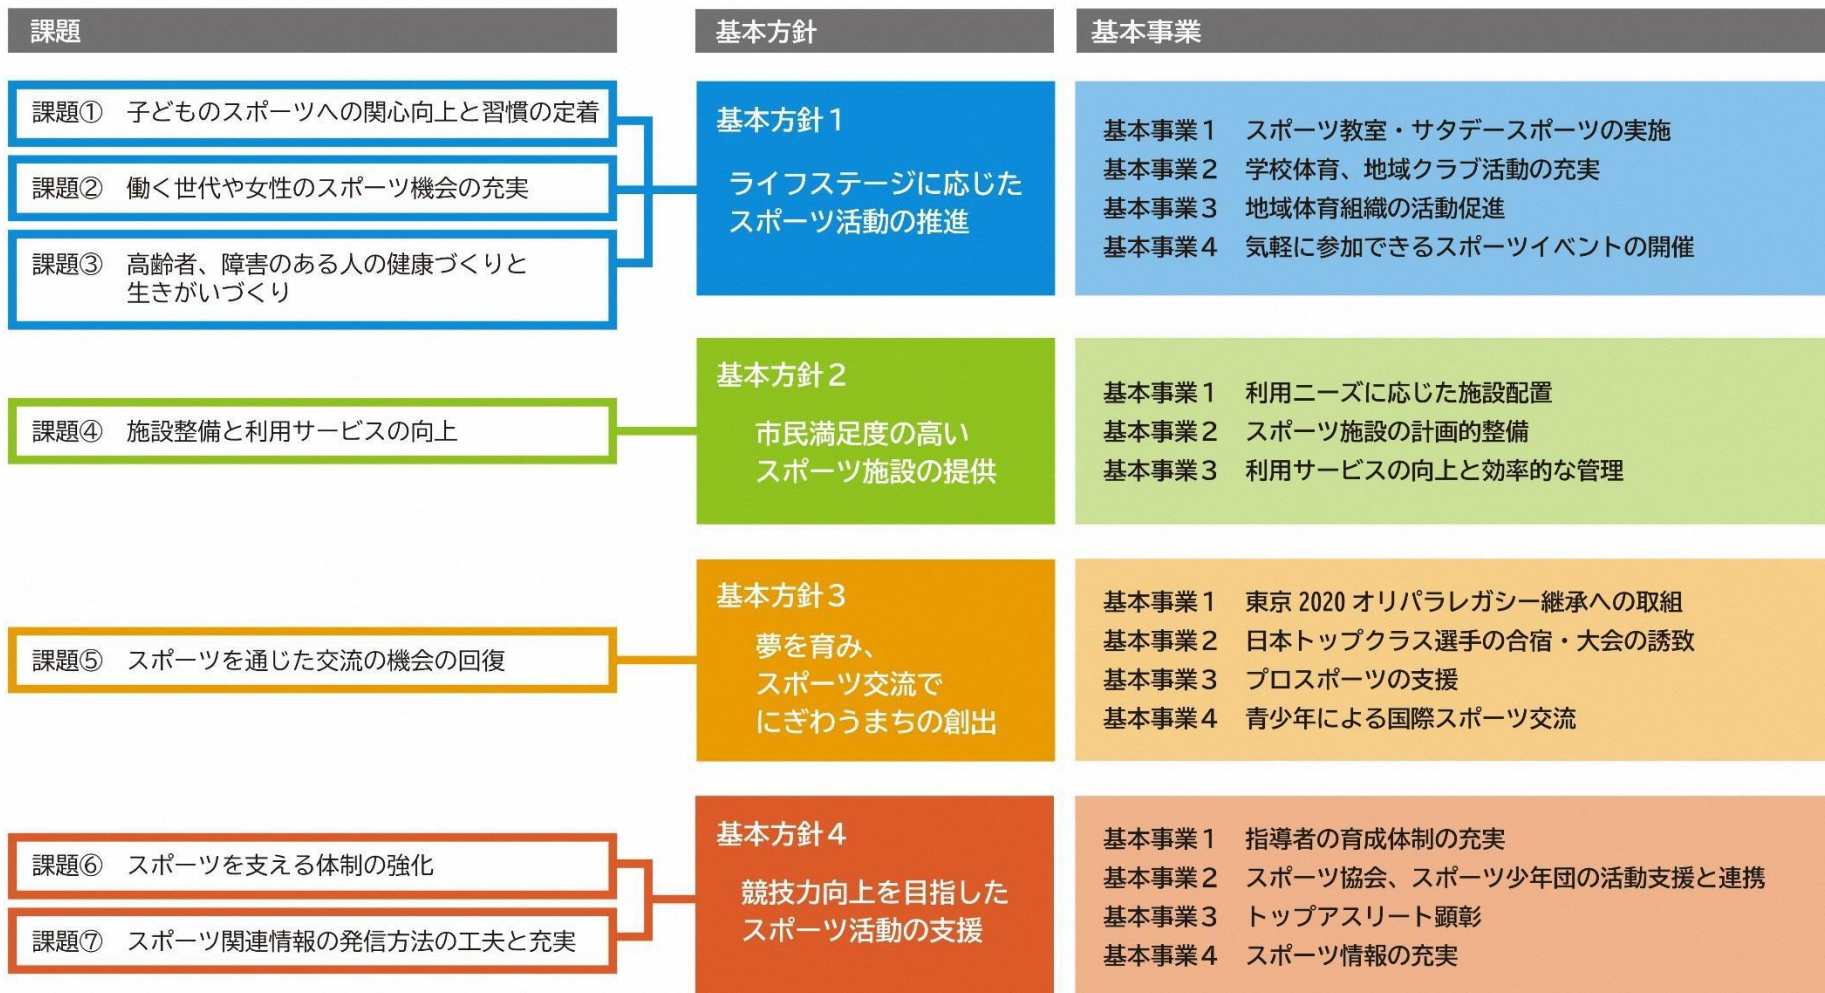 課題
基本方針
基本事業
課題① 子どものスポーツへの関心向上と習慣の定着
課題② 働く世代や女性のスポーツ機会の充実
課題③ 高齢者、障害のある人の健康づくりと
生きがいづくり
基本方針1
ライフステージに応じた
スポーツ活動の推進
基本事業1 スポーツ教室・サタデースポーツの実施
基本事業2 学校体育、地域クラブ活動の充実
基本事業3 地域体育組織の活動促進
基本事業4 気軽に参加できるスポーツイベントの開催
課題④ 施設整備と利用サービスの向上
基本方針2
市民満足度の高い
スポーツ施設の提供
基本事業1 利用ニーズに応じた施設配置
基本事業2 スポーツ施設の計画的整備
基本事業3 利用サービスの向上と効率的な管理
課題⑤ スポーツを通じた交流の機会の回復
基本方針3
夢を育み、
スポーツ交流で
にぎわうまちの創出
基本事業1 東京 2020 オリパラレガシー継承への取組
基本事業2 日本トップクラス選手の合宿・大会の誘致
基本事業3 プロスポーツの支援
基本事業4 青少年による国際スポーツ交流
課題⑥ スポーツを支える体制の強化
課題⑦ スポーツ関連情報の発信方法の工夫と充実
基本方針4
競技力向上を目指した
スポーツ活動の支援
基本事業1 指導者の育成体制の充実
基本事業2 スポーツ協会、スポーツ少年団の活動支援と連携
基本事業3 トップアスリート顕彰
基本事業4 スポーツ情報の充実